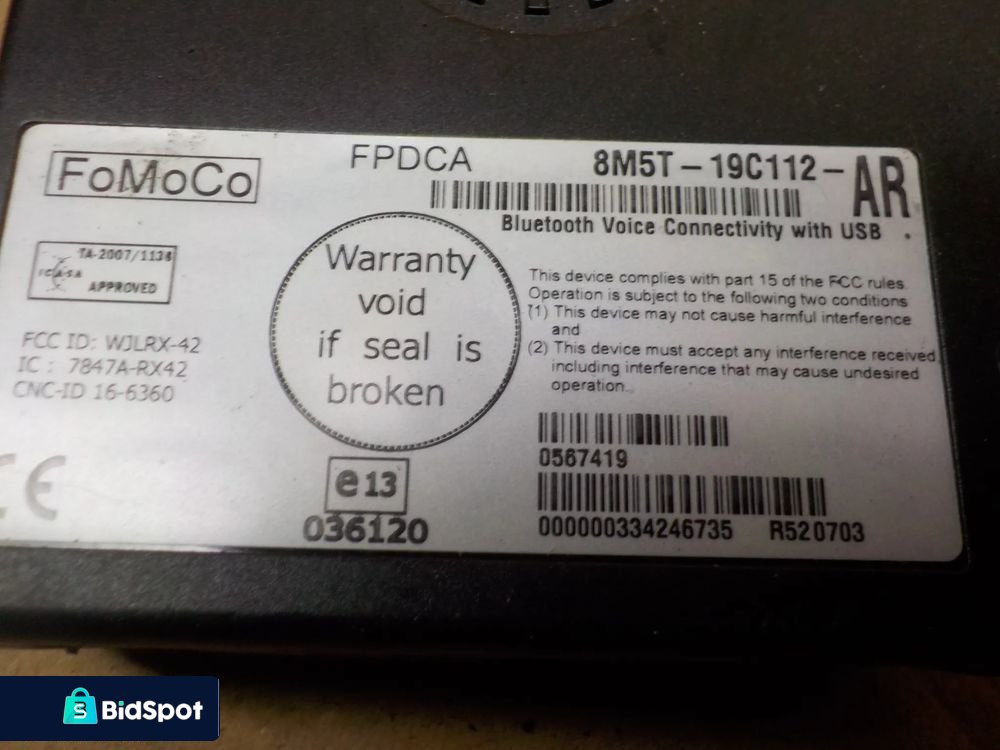 FoMoCo
FPDCA
8M5T-19C112-AR
Bluetooth Voice Connectivity with USB
TA-2007/1138
ICASA
APPROVED
Warranty
void
if seal is
broken
This device complies with part 15 of the FCC rules.
Operation is subject to the following two conditions
(1) This device may not cause harmful interference
and
(2) This device must accept any interference received
including interference that may cause undesired
operation.
FCC ID: WJLRX-42
IC : 7847A-RX42
CNC-ID 16-6360
CE
e13
036120
0567419
000000334246735 R520703
BidSpot